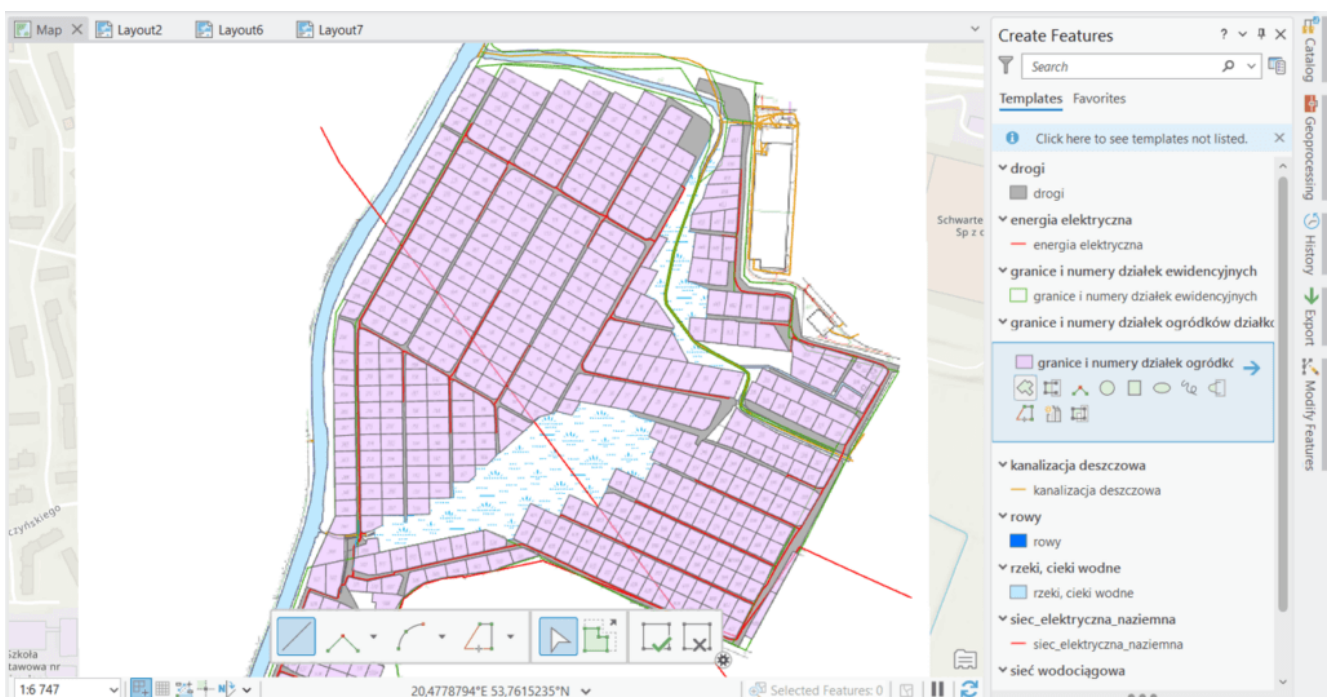 Map
Layout2
Layout6
Layout7
Create Features
?
Search
Templates Favorites
Click here to see templates not listed.
drogi
drogi
energia elektryczna
energia elektryczna
granice i numery działek ewidencyjnych
granice i numery działek ewidencyjnych
granice i numery działek ogródków działko
granice i numery działek ogródkó
kanalizacja deszczowa
kanalizacja deszczowa
rowy
rowy
rzeki, cieki wodne
rzeki, cieki wodne
siec_elektryczna_naziemna
siec_elektryczna_naziemna
sieć wodociągowa
Catalog
Geoprocessing
History
Export
Modify Features
Schwarte
Sp z c
czyńskiego
Szkoła
tawowa nr
1:6 747
20,4778794°E 53,7615235°N
Selected Features: 0